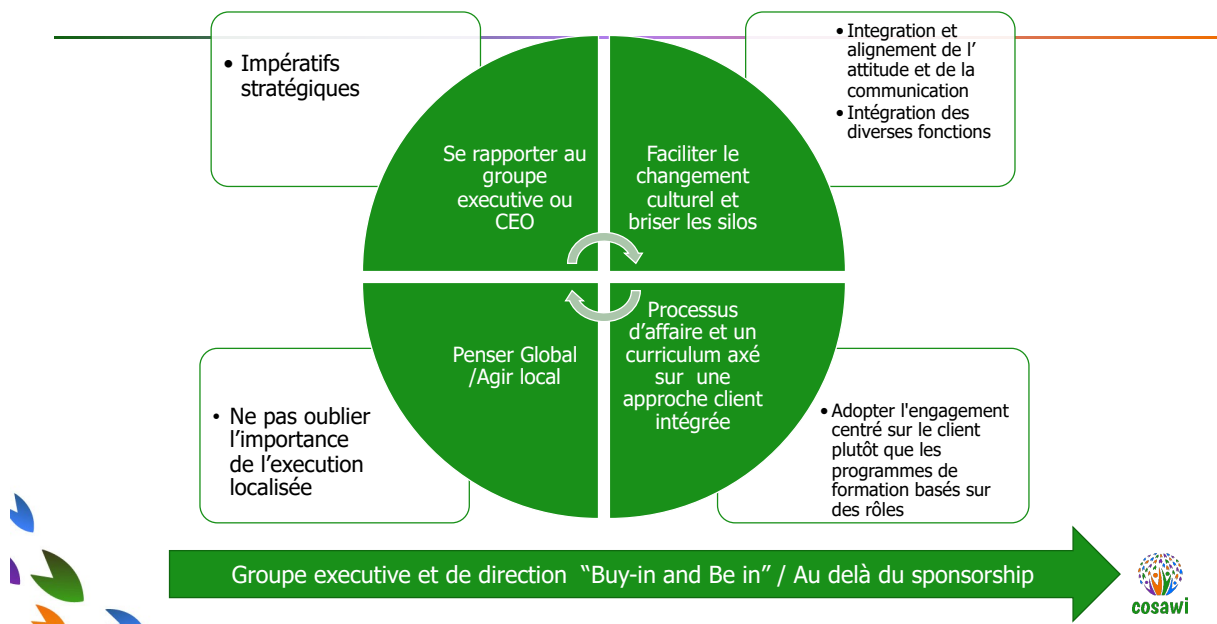 • Impératifs
stratégiques
• Integration et
alignement de l’
attitude et de la
communication
• Intégration des
diverses fonctions
Se rapporter au
groupe
executive ou
CEO
Faciliter le
changement
culturel et
briser les silos
Penser Global
/Agir local
Processus
d’affaire et un
curriculum axé
sur une
approche client
intégrée
• Ne pas oublier
l’importance
de l’execution
localisée
• Adopter l'engagement
centré sur le client
plutôt que les
programmes de
formation basés sur
des rôles
Groupe executive et de direction “Buy-in and Be in” / Au delà du sponsorship
cosawi